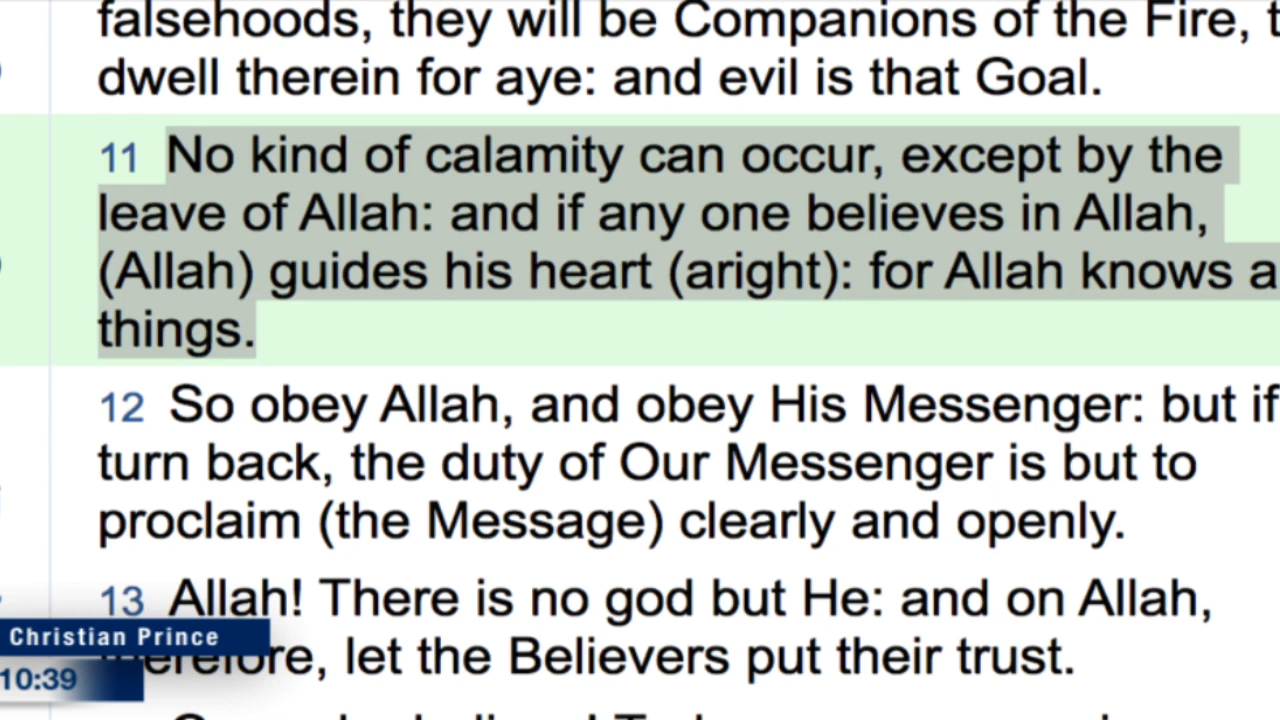 falsehoods, they will be Companions of the Fire,
dwell therein for aye: and evil is that Goal.
11 No kind of calamity can occur, except by the
leave of Allah: and if any one believes in Allah,
(Allah) guides his heart (aright): for Allah knows
things.
12 So obey Allah, and obey His Messenger: but if
turn back, the duty of Our Messenger is but to
proclaim (the Message) clearly and openly.
13 Allah! There is no god but He: and on Allah,
therefore, let the Believers put their trust.
Christian Prince
10:39